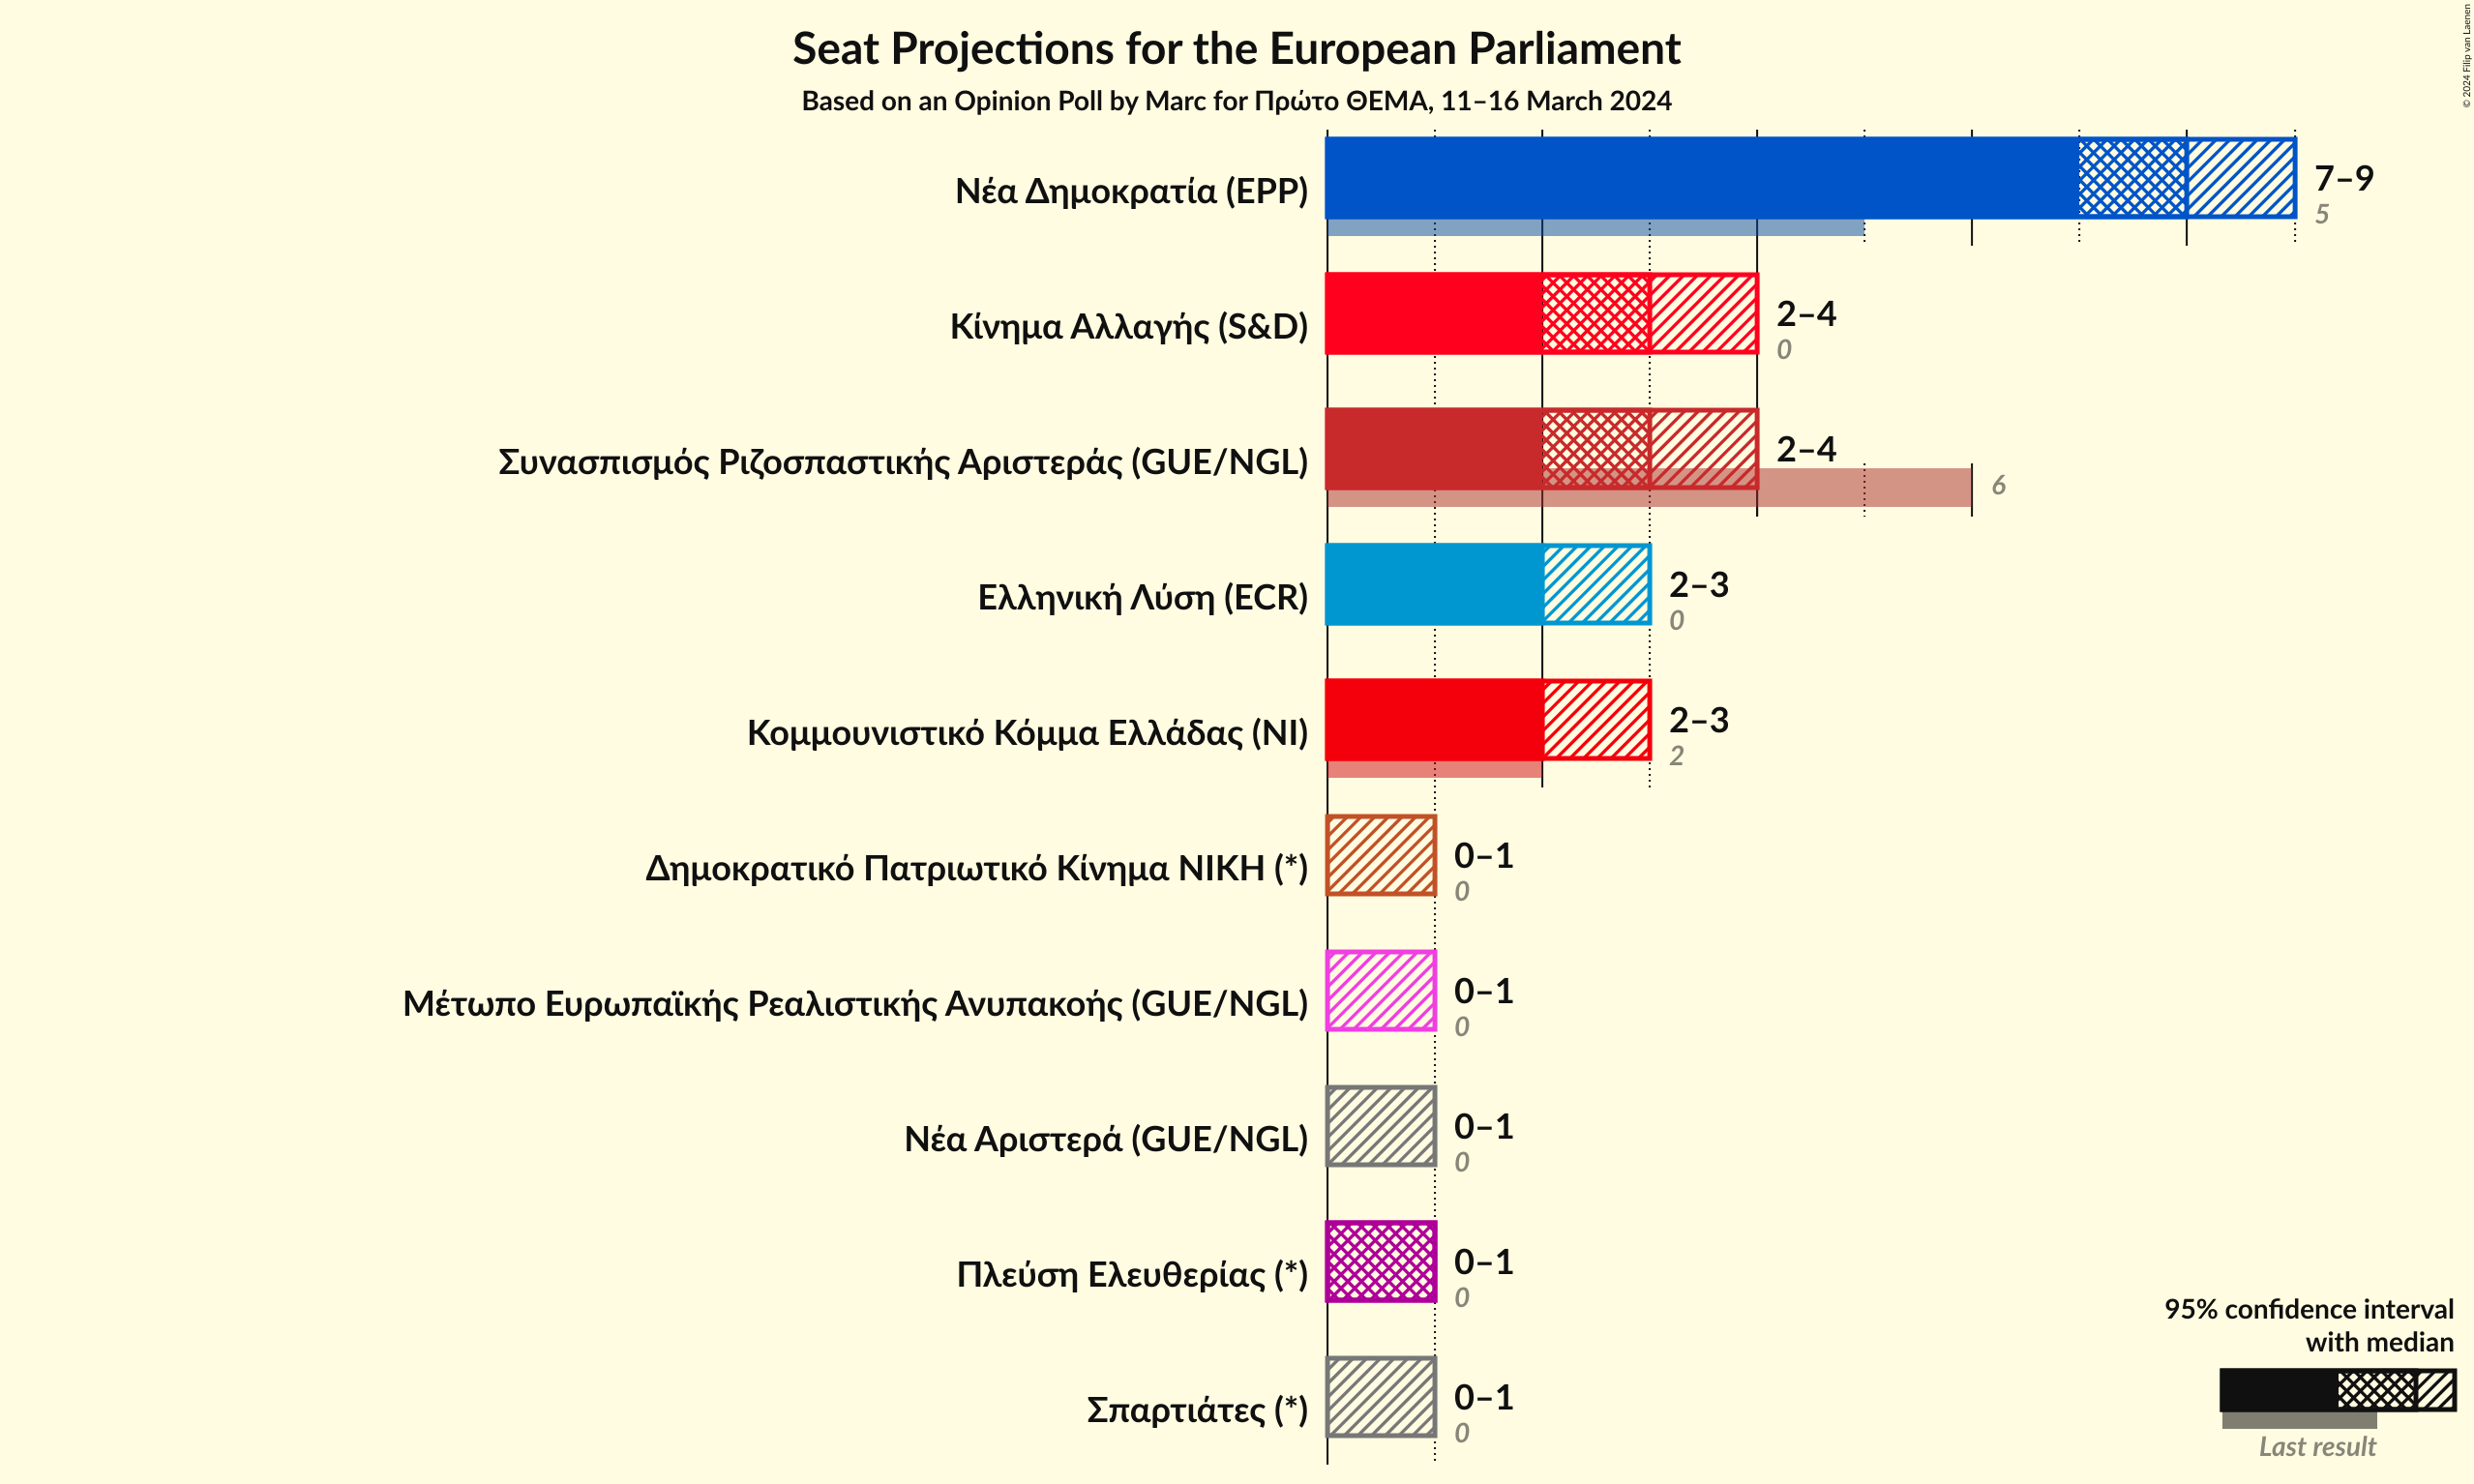 Seat Projections for the European Parliament
Based on an Opinion Poll by Marc for Πρώτο ΘΕΜΑ, 11–16 March 2024
© 2024 Filip van Laenen
Νέα Δημοκρατία (EPP)
7–9
5
Κίνημα Αλλαγής (S&D)
2–4
0
Συνασπισμός Ριζοσπαστικής Αριστεράς (GUE/NGL)
2–4
6
Ελληνική Λύση (ECR)
2–3
0
Κομμουνιστικό Κόμμα Ελλάδας (NI)
2–3
2
Δημοκρατικό Πατριωτικό Κίνημα ΝΙΚΗ (*)
0–1
0
Μέτωπο Ευρωπαϊκής Ρεαλιστικής Ανυπακοής (GUE/NGL)
0–1
0
Νέα Αριστερά (GUE/NGL)
0–1
0
Πλεύση Ελευθερίας (*)
0–1
0
Σπαρτιάτες (*)
0–1
0
95% confidence interval
with median
Last result